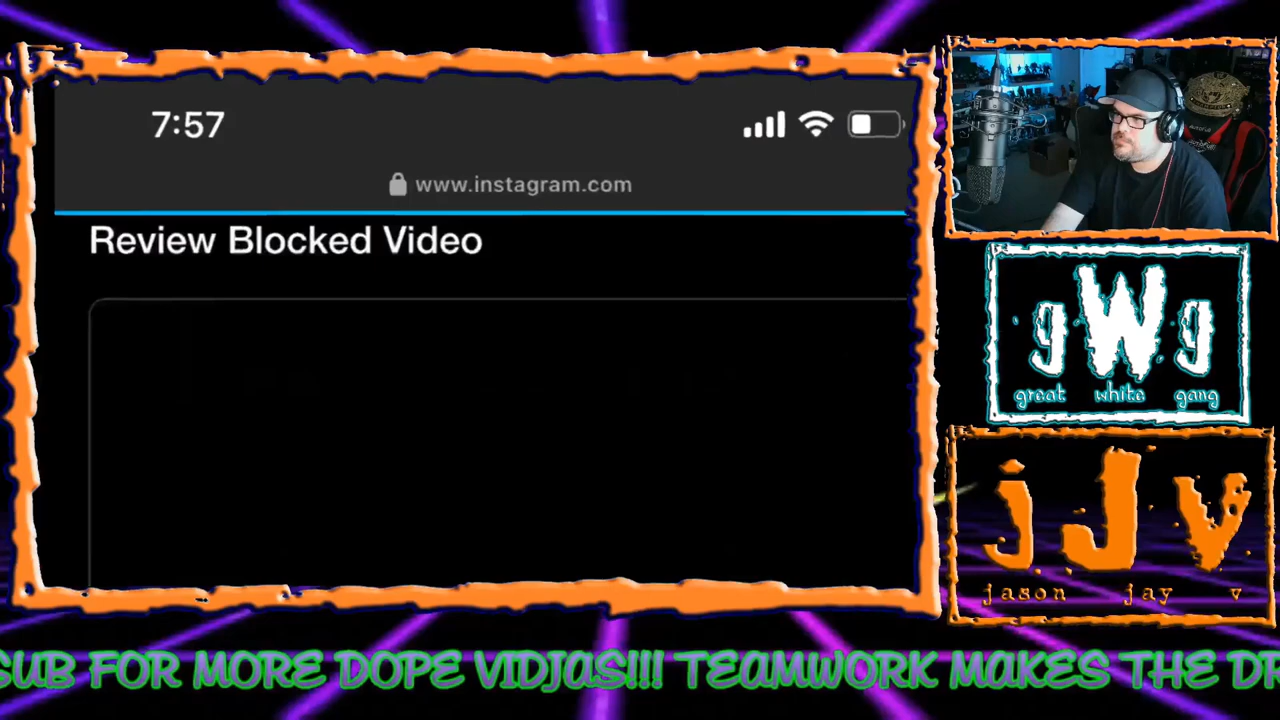 7:57
www.instagram.com
Review Blocked Video
gWg
great white gang
jJv
jason jay v
SUB FOR MORE DOPE VIDJAS!!! TEAMWORK MAKES THE